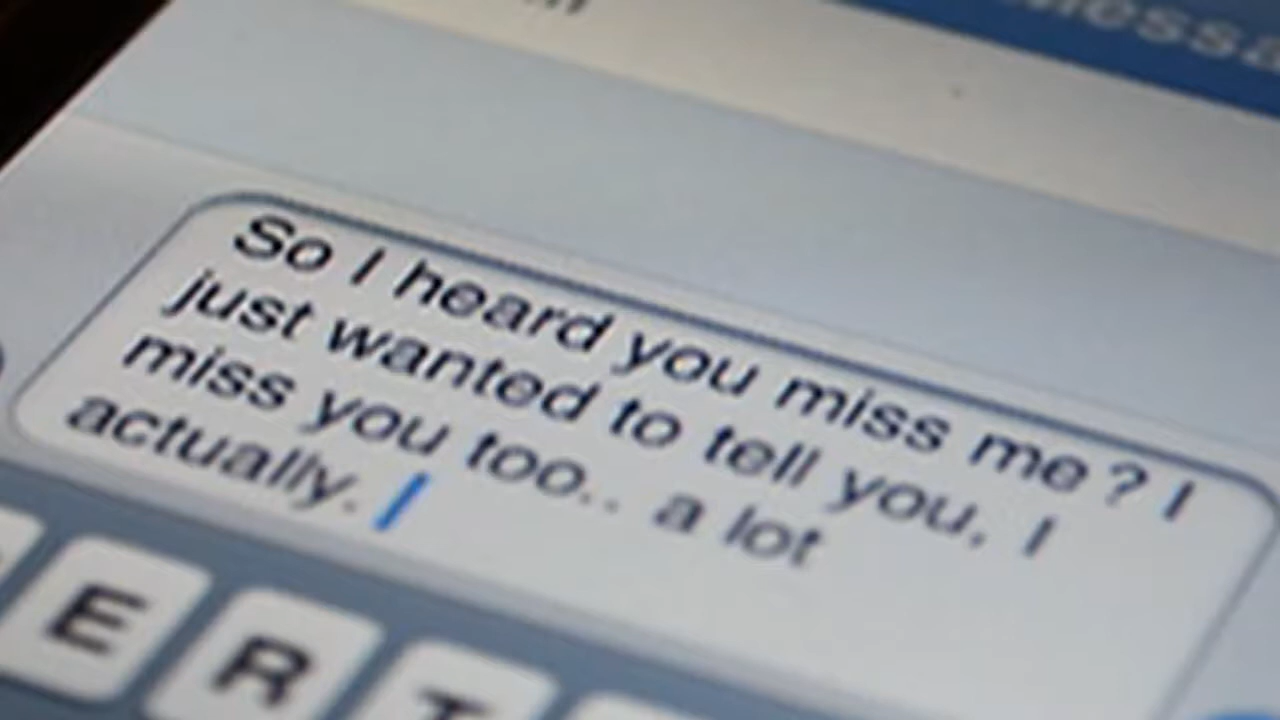 So I heard you miss me? I
just wanted to tell you, I
miss you too.. a lot
actually.
E R T